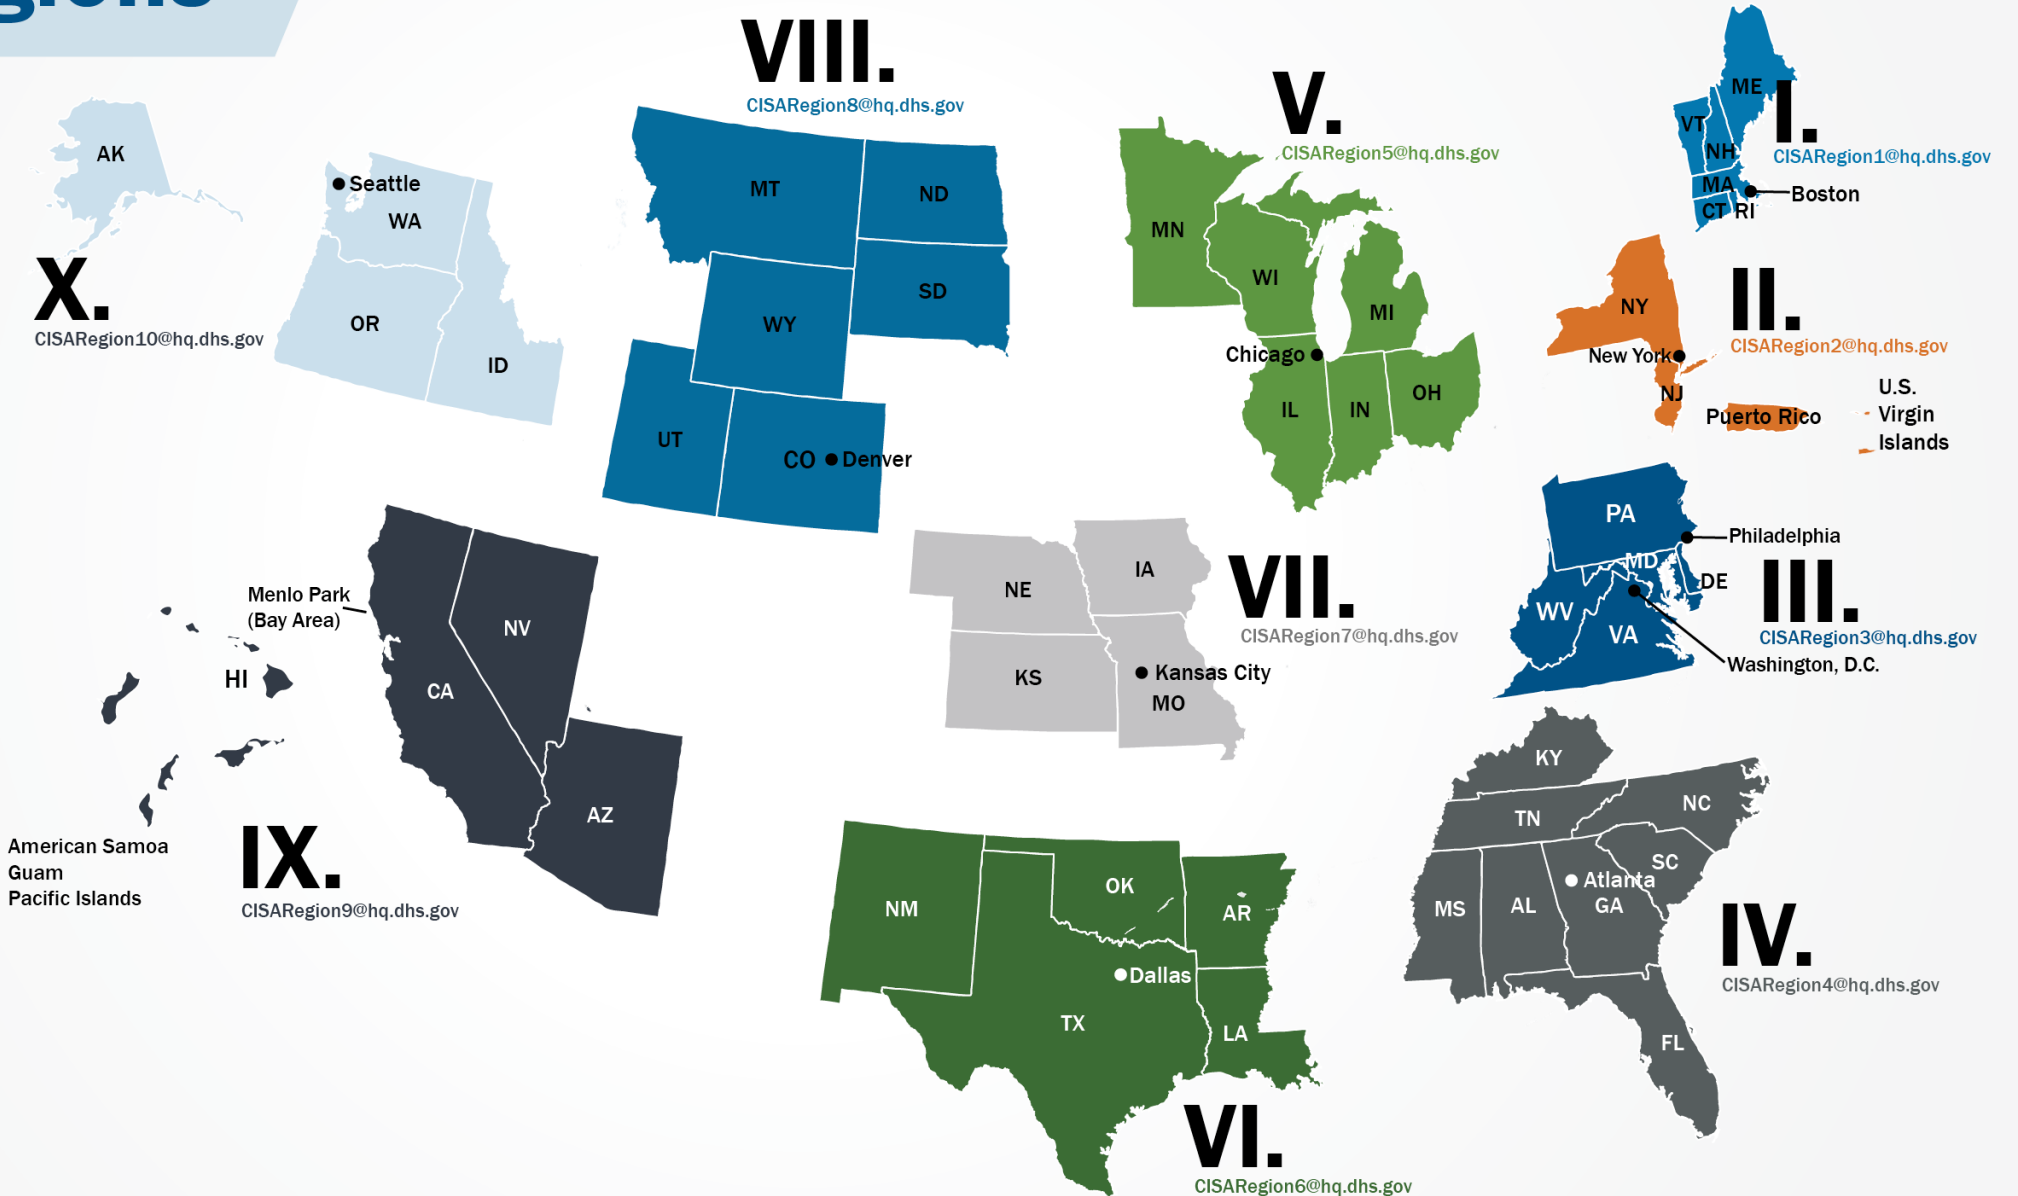 VIII.
CISARegion8@hq.dhs.gov
MT
ND
SD
WY
UT
CO
Denver
V.
CISARegion5@hq.dhs.gov
MN
WI
MI
Chicago
IL
IN
OH
I.
CISARegion1@hq.dhs.gov
ME
VT
NH
MA
CT
RI
Boston
AK
Seattle
WA
OR
ID
X.
CISARegion10@hq.dhs.gov
II.
CISARegion2@hq.dhs.gov
NY
New York
NJ
Puerto Rico
U.S.
Virgin
Islands
PA
Philadelphia
MD
DE
WV
VA
Washington, D.C.
III.
CISARegion3@hq.dhs.gov
Menlo Park
(Bay Area)
HI
CA
NV
AZ
American Samoa
Guam
Pacific Islands
IX.
CISARegion9@hq.dhs.gov
NE
IA
KS
Kansas City
MO
VII.
CISARegion7@hq.dhs.gov
KY
TN
NC
SC
Atlanta
MS
AL
GA
FL
IV.
CISARegion4@hq.dhs.gov
NM
OK
AR
Dallas
TX
LA
VI.
CISARegion6@hq.dhs.gov